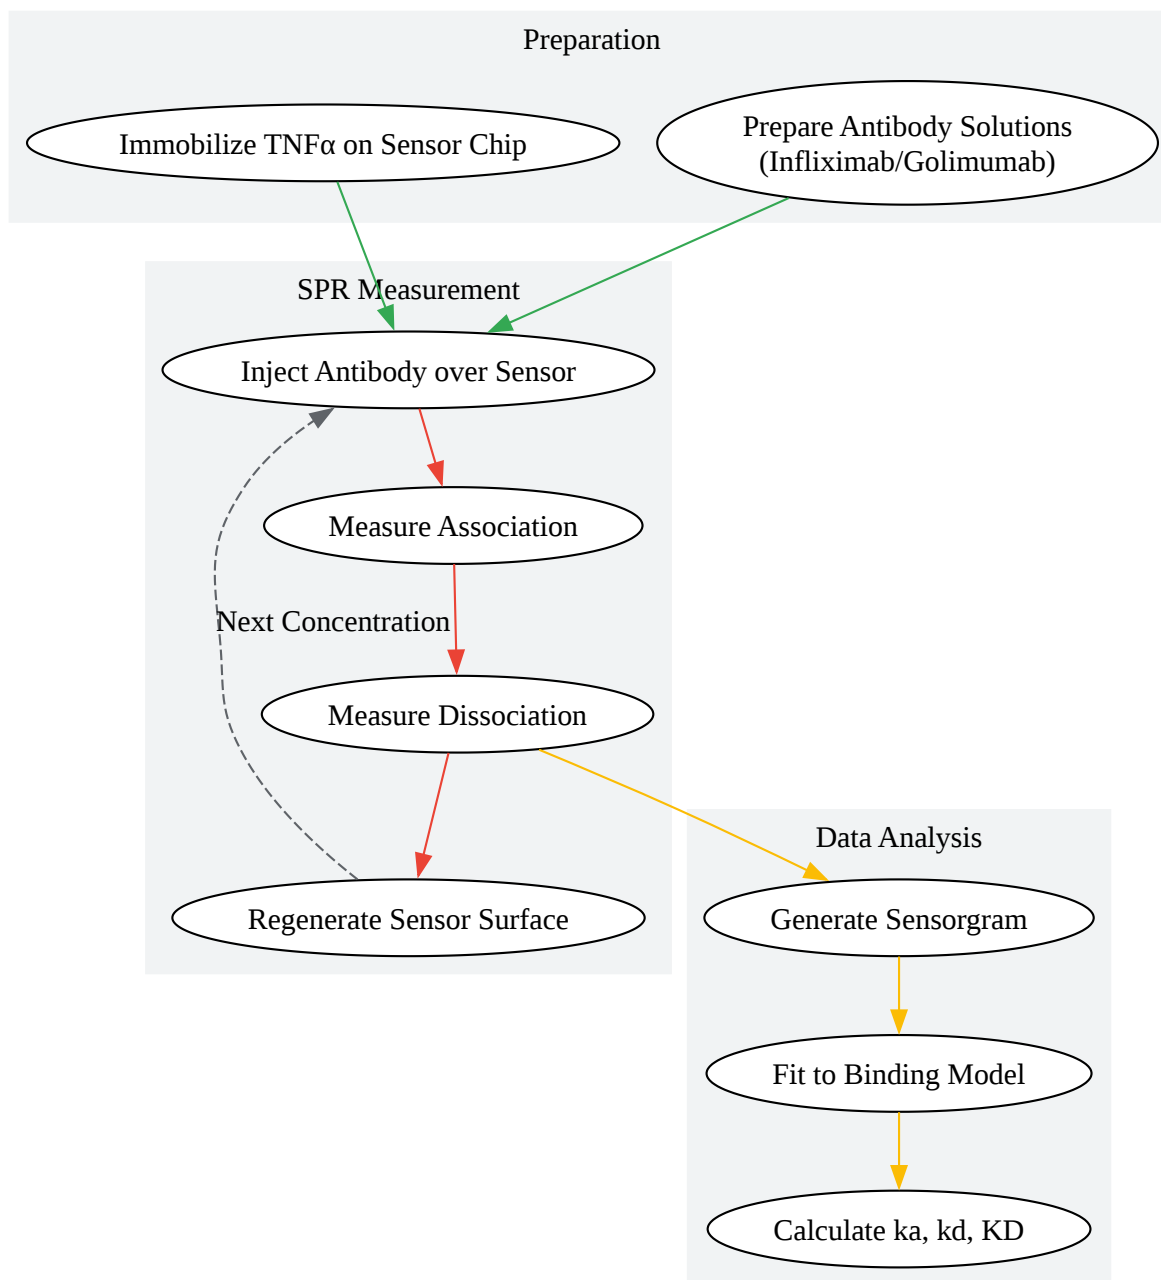 Preparation
Immobilize TNFα on Sensor Chip
Prepare Antibody Solutions
(Infliximab/Golimumab)
SPR Measurement
Inject Antibody over Sensor
Measure Association
Next Concentration
Measure Dissociation
Regenerate Sensor Surface
Data Analysis
Generate Sensorgram
Fit to Binding Model
Calculate ka, kd, KD